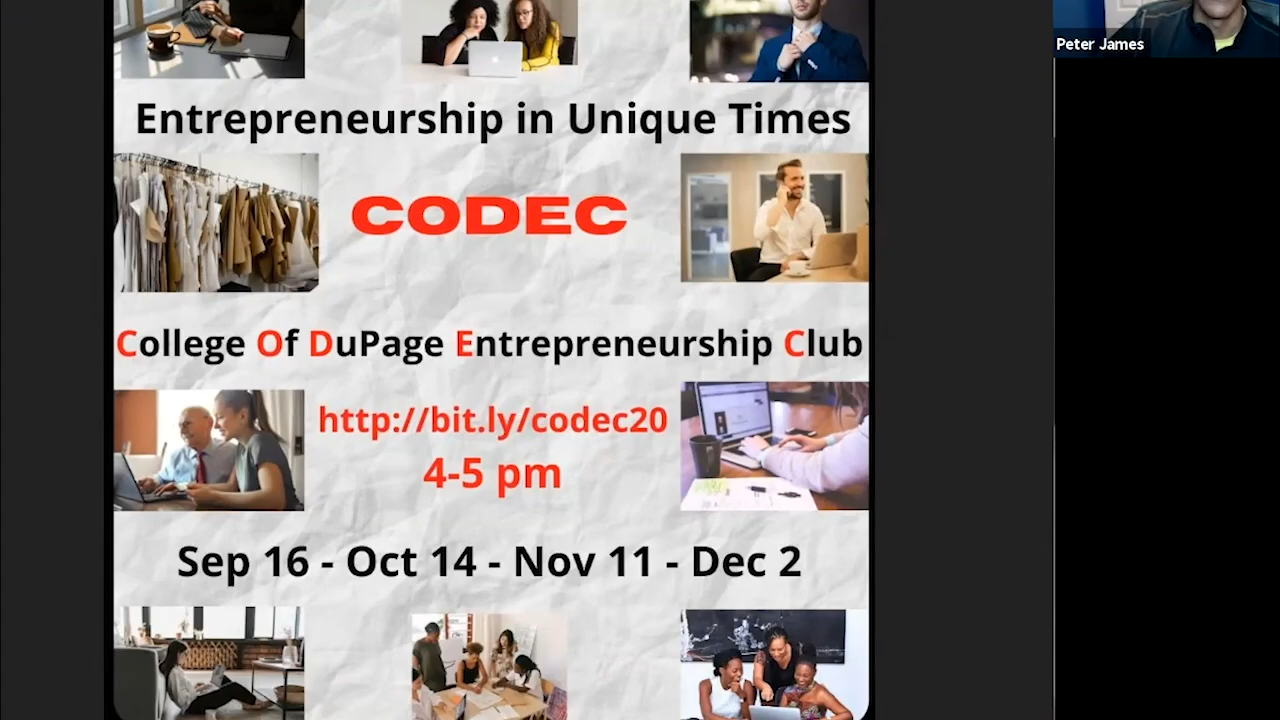 Peter James
Entrepreneurship in Unique Times
CODEC
College Of DuPage Entrepreneurship Club
http://bit.ly/codec20
4-5 pm
Sep 16 - Oct 14 - Nov 11 - Dec 2